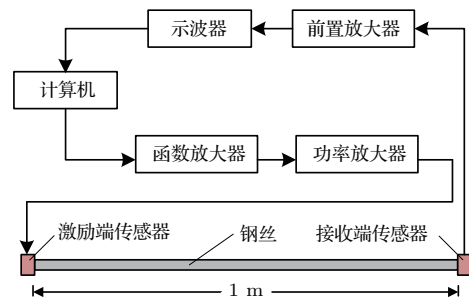 示波器
前置放大器
计算机
函数放大器
功率放大器
激励端传感器
钢丝
接收端传感器
1 m